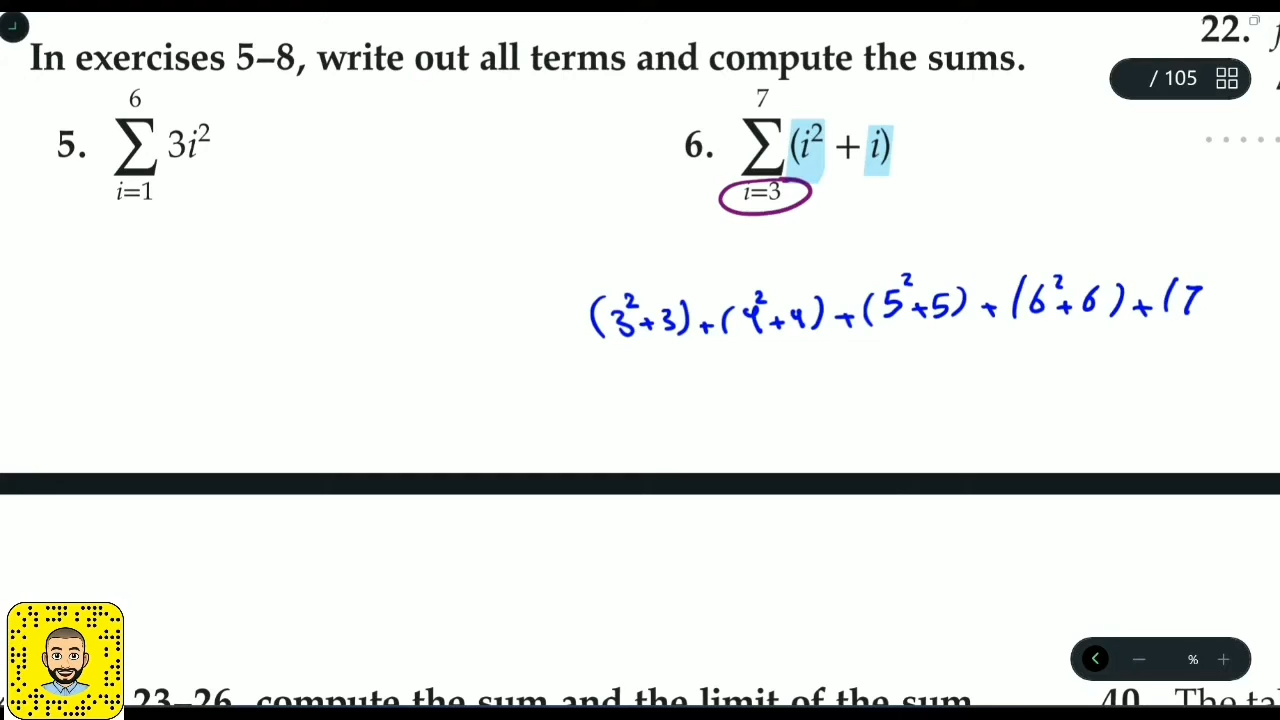 22.
In exercises 5–8, write out all terms and compute the sums.
/ 105
5. \sum_{i=1}^{6} 3i²
6. \sum_{i=3}^{7} (i² + i)
(3²+3)+(4²+4)+(5²+5)+(6²+6)+(7
%
23–26, compute the sum and the limit of the sum
40. The ta